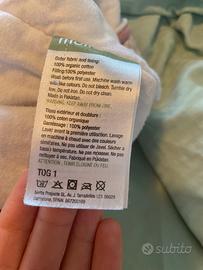 Outer fabric and lining:
100% organic cotton
Filling: 100% polyester
Wash before first use. Machine wash warm
like colors. Do not bleach. Tumble dry
low. Do not iron. Do not dry clean.
Made in Pakistan.
WARNING: KEEP AWAY FROM FIRE
Tissu extérieur et doublure :
100% coton organique
Garnissage : 100% polyester
Laver avant la première utilisation. Lavage
en machine à chaud avec des couleurs
similaires. Ne pas utiliser de Javel. Sécher à
basse température. Ne pas repasser.
Ne pas nettoyer à sec.
Fabriqué au Pakistan.
TOG 1
Barcelona, SPAIN
subito